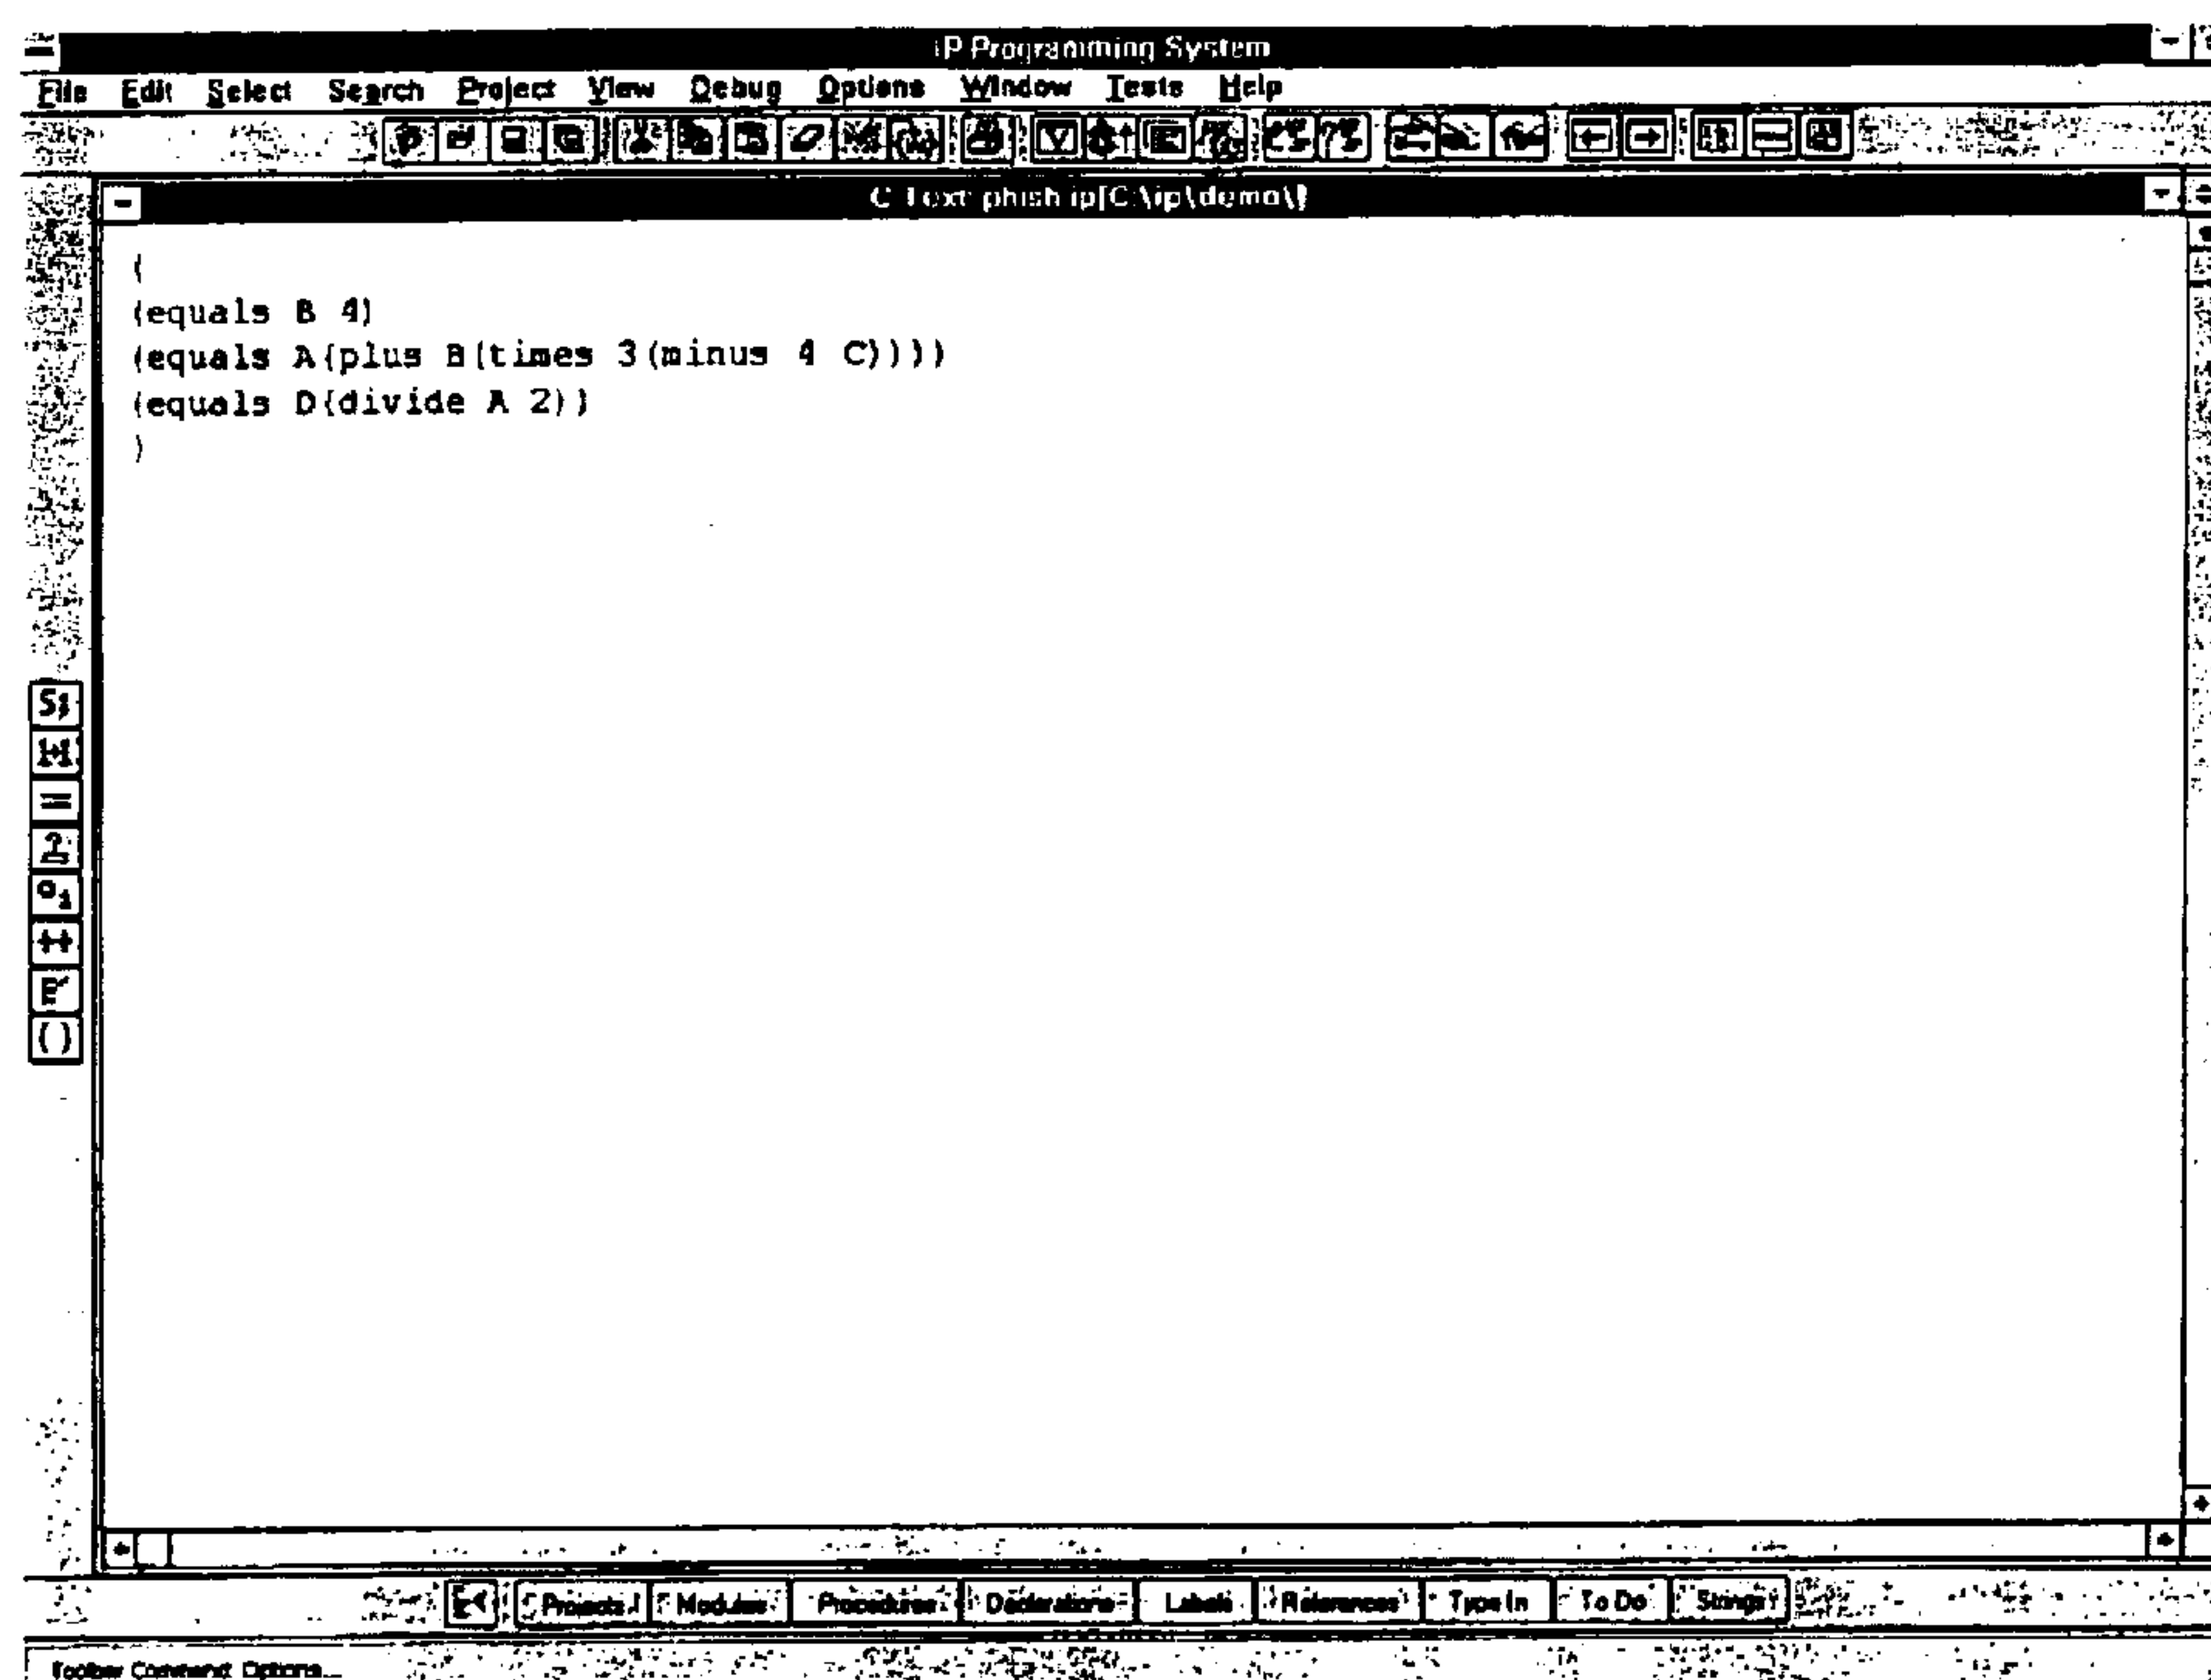 IP Programming System
File Edit Select Search Project View Debug Options Window Tests Help
C Text: phish ip[C:\ip\demo\]
(
(equals B 4)
(equals A(plus B(times 3(minus 4 C))))
(equals D(divide A 2))
)
S;
()
Projects Modules Procedures Declarations Labels References Type In To Do Strings
Toolbar Command Options...